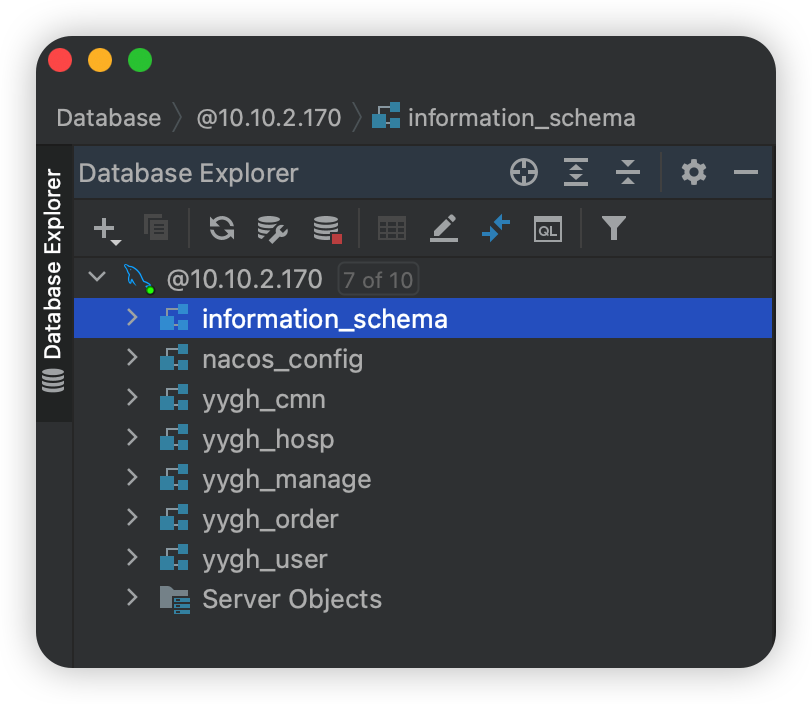 Database @10.10.2.170 information_schema
Database Explorer
Database Explorer
QL
@10.10.2.170 7 of 10
information_schema
nacos_config
yygh_cmn
yygh_hosp
yygh_manage
yygh_order
yygh_user
Server Objects